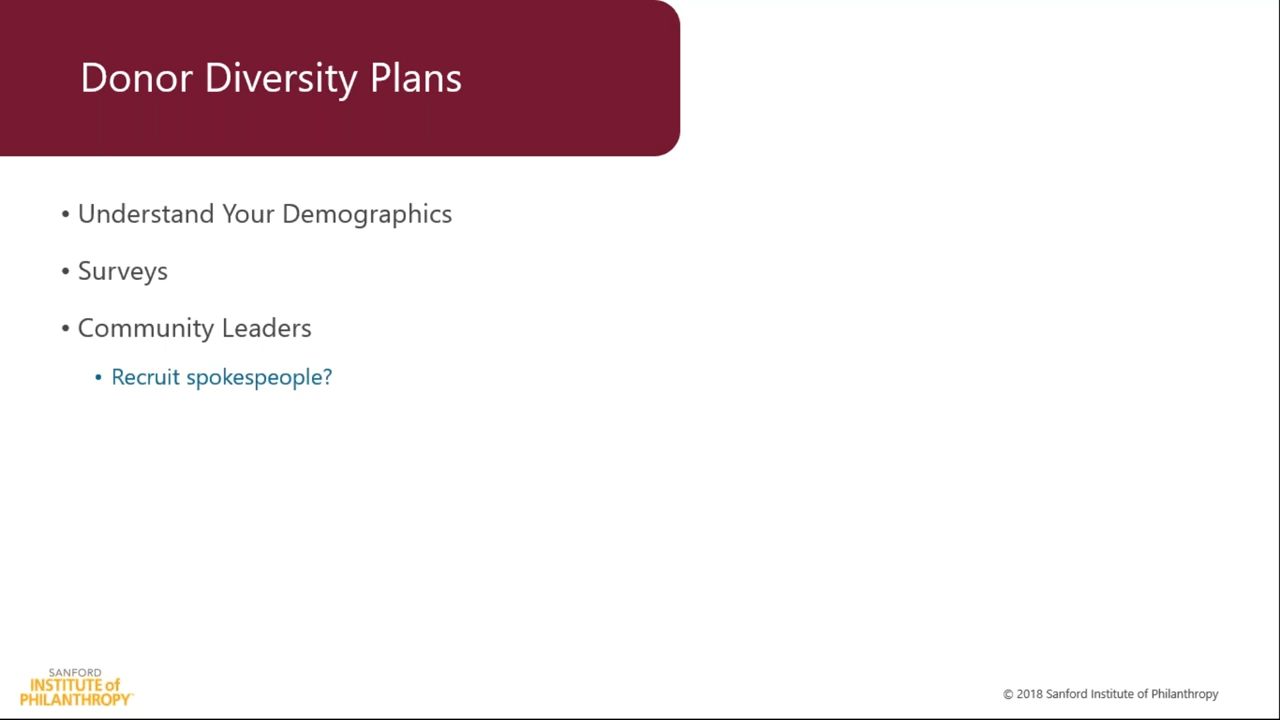 Donor Diversity Plans
• Understand Your Demographics
• Surveys
• Community Leaders
• Recruit spokespeople?
SANFORD
INSTITUTE of
PHILANTHROPY™
© 2018 Sanford Institute of Philanthropy